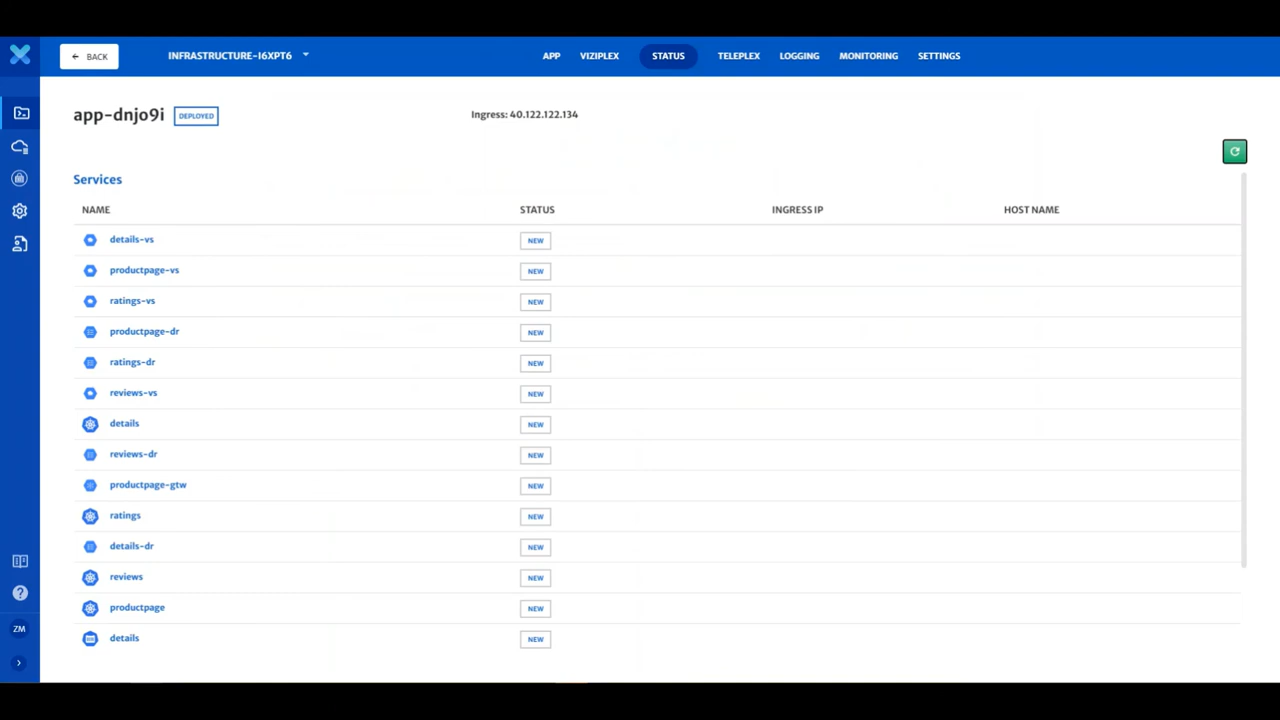 ← BACK
INFRASTRUCTURE-I6XPT6
APP VIZIPLEX STATUS TELEPLEX LOGGING MONITORING SETTINGS
app-dnjo9i DEPLOYED
Ingress: 40.122.122.134
Services
NAME STATUS INGRESS IP HOST NAME
details-vs NEW
productpage-vs NEW
ratings-vs NEW
productpage-dr NEW
ratings-dr NEW
reviews-vs NEW
details NEW
reviews-dr NEW
productpage-gtw NEW
ratings NEW
details-dr NEW
reviews NEW
productpage NEW
details NEW
ZM